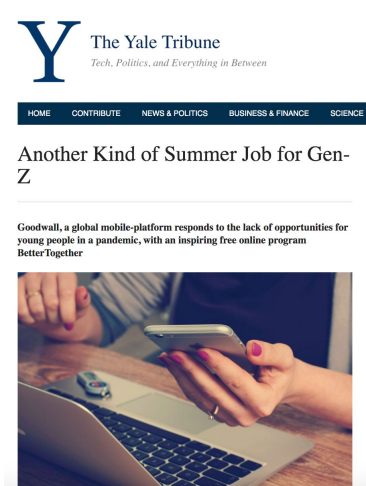 Y
The Yale Tribune
Tech, Politics, and Everything in Between
HOME CONTRIBUTE NEWS & POLITICS BUSINESS & FINANCE SCIENCE
Another Kind of Summer Job for Gen-
Z
Goodwall, a global mobile-platform responds to the lack of opportunities for
young people in a pandemic, with an inspiring free online program
BetterTogether